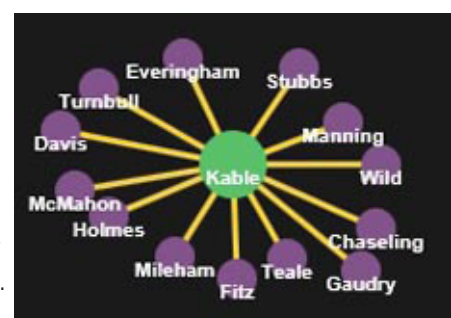 Everingham
Stubbs
Turnbull
Manning
Davis
Kable
Wild
McMahon
Holmes
Chaseling
Mileham
Teale
Gaudry
Fitz
.